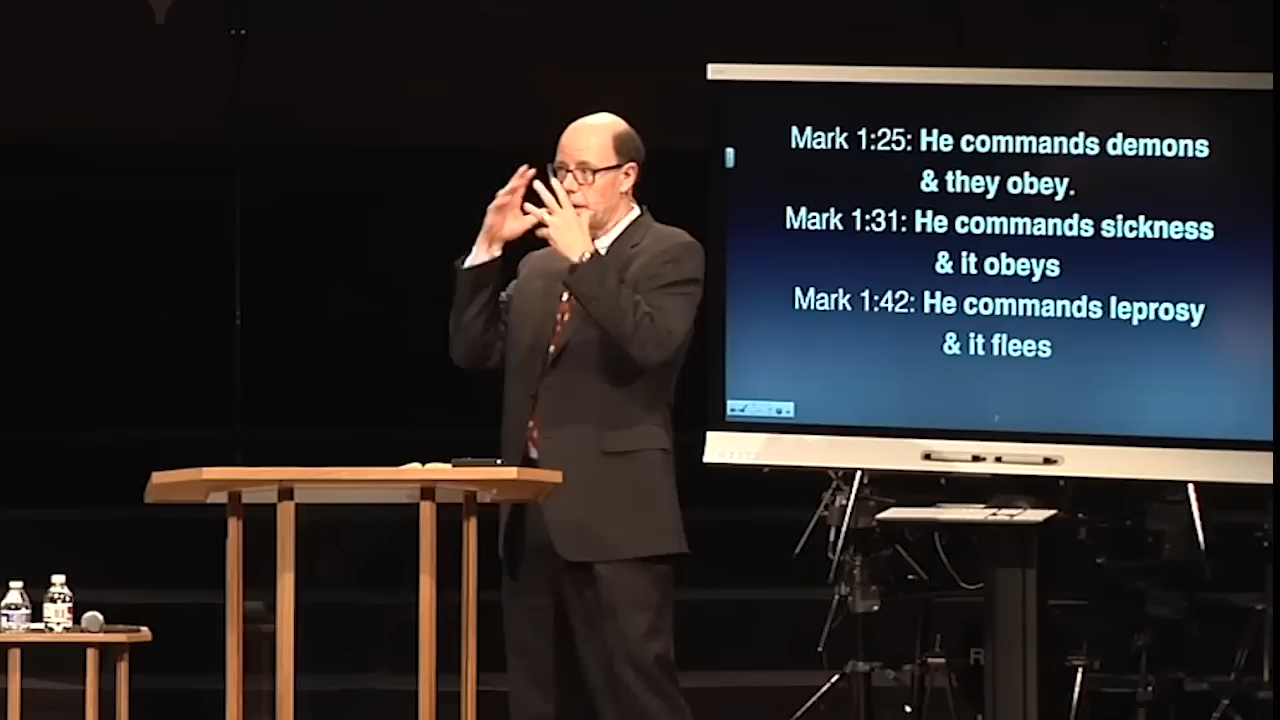 Mark 1:25: He commands demons
& they obey.
Mark 1:31: He commands sickness
& it obeys
Mark 1:42: He commands leprosy
& it flees